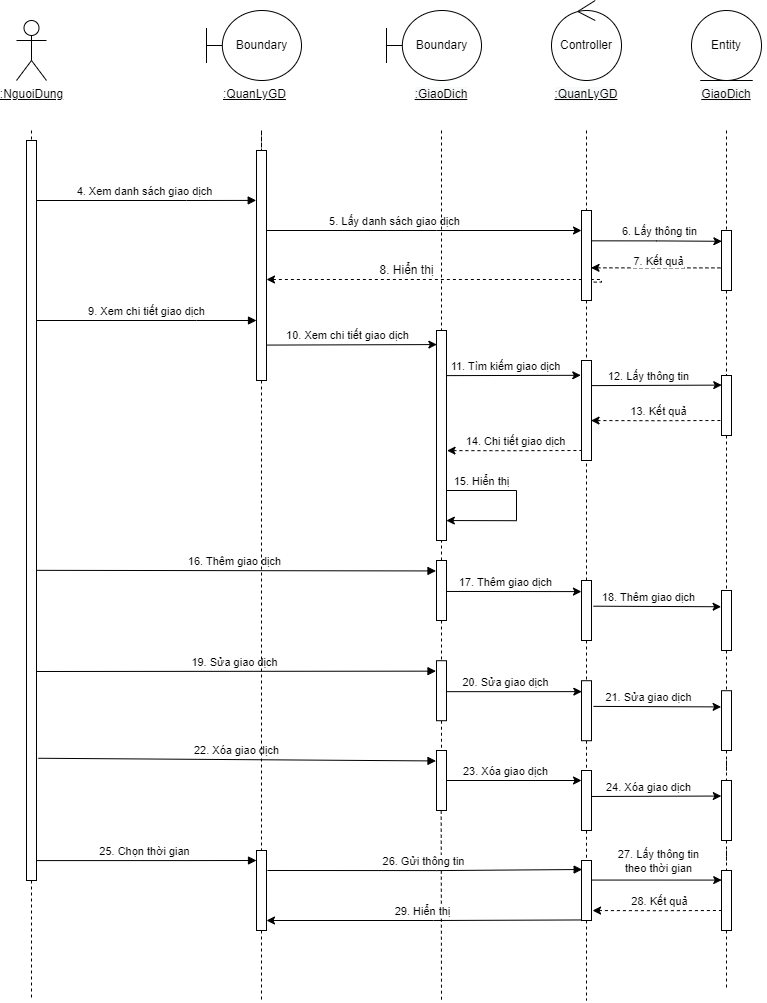 Boundary
Boundary
Controller
Entity
:NguoiDung
:QuanLyGD
:GiaoDich
:QuanLyGD
GiaoDich
4. Xem danh sách giao dịch
5. Lấy danh sách giao dịch
6. Lấy thông tin
7. Kết quả
8. Hiển thị
9. Xem chi tiết giao dịch
10. Xem chi tiết giao dịch
11. Tìm kiếm giao dịch
12. Lấy thông tin
13. Kết quả
14. Chi tiết giao dịch
15. Hiển thị
16. Thêm giao dịch
17. Thêm giao dịch
18. Thêm giao dịch
19. Sửa giao dịch
20. Sửa giao dịch
21. Sửa giao dịch
22. Xóa giao dịch
23. Xóa giao dịch
24. Xóa giao dịch
25. Chọn thời gian
26. Gửi thông tin
27. Lấy thông tin
theo thời gian
28. Kết quả
29. Hiển thị